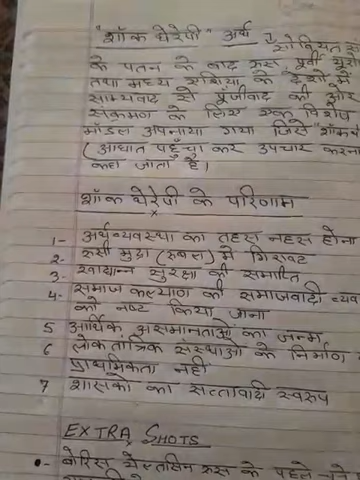 "शॉक थेरेपी" अर्थ
सोवियत सं
के पतन के बाद रूस, पूर्वी यूरो
तथा मध्य एशिया के देशों में
साम्यवाद से पूंजीवाद की ओर
संक्रमण के लिए एक विशेष
मॉडल अपनाया गया जिसे "शॉक थ
(आघात पहुँचा कर उपचार करना
कहा जाता है।
शॉक थेरेपी के परिणाम
1- अर्थव्यवस्था का तहस नहस होना
2- रूसी मुद्रा (रूबल) मे गिरावट
3- खाद्यान्न सुरक्षा की समाप्ति
4- समाज कल्याण की समाजवादी व्यव
को नष्ट किया जाना
5 आर्थिक असमानताओं का जन्म
6 लोकतांत्रिक संस्थाओं के निर्माण
प्राथमिकता नहीं
7 शासकों का सत्तावादी स्वरूप
EXTRA SHOTS
•- बोरिस येल्तसिन रूस के पहले